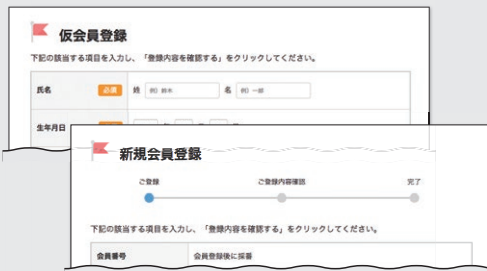 仮会員登録
下記の該当する項目を入力し、「登録内容を確認する」をクリックしてください。
氏名 必須 姓 例）鈴木 名 例）一郎
生年月日
新規会員登録
ご登録 ご登録内容確認 完了
下記の該当する項目を入力し、「登録内容を確認する」をクリックしてください。
会員番号 会員登録後に採番